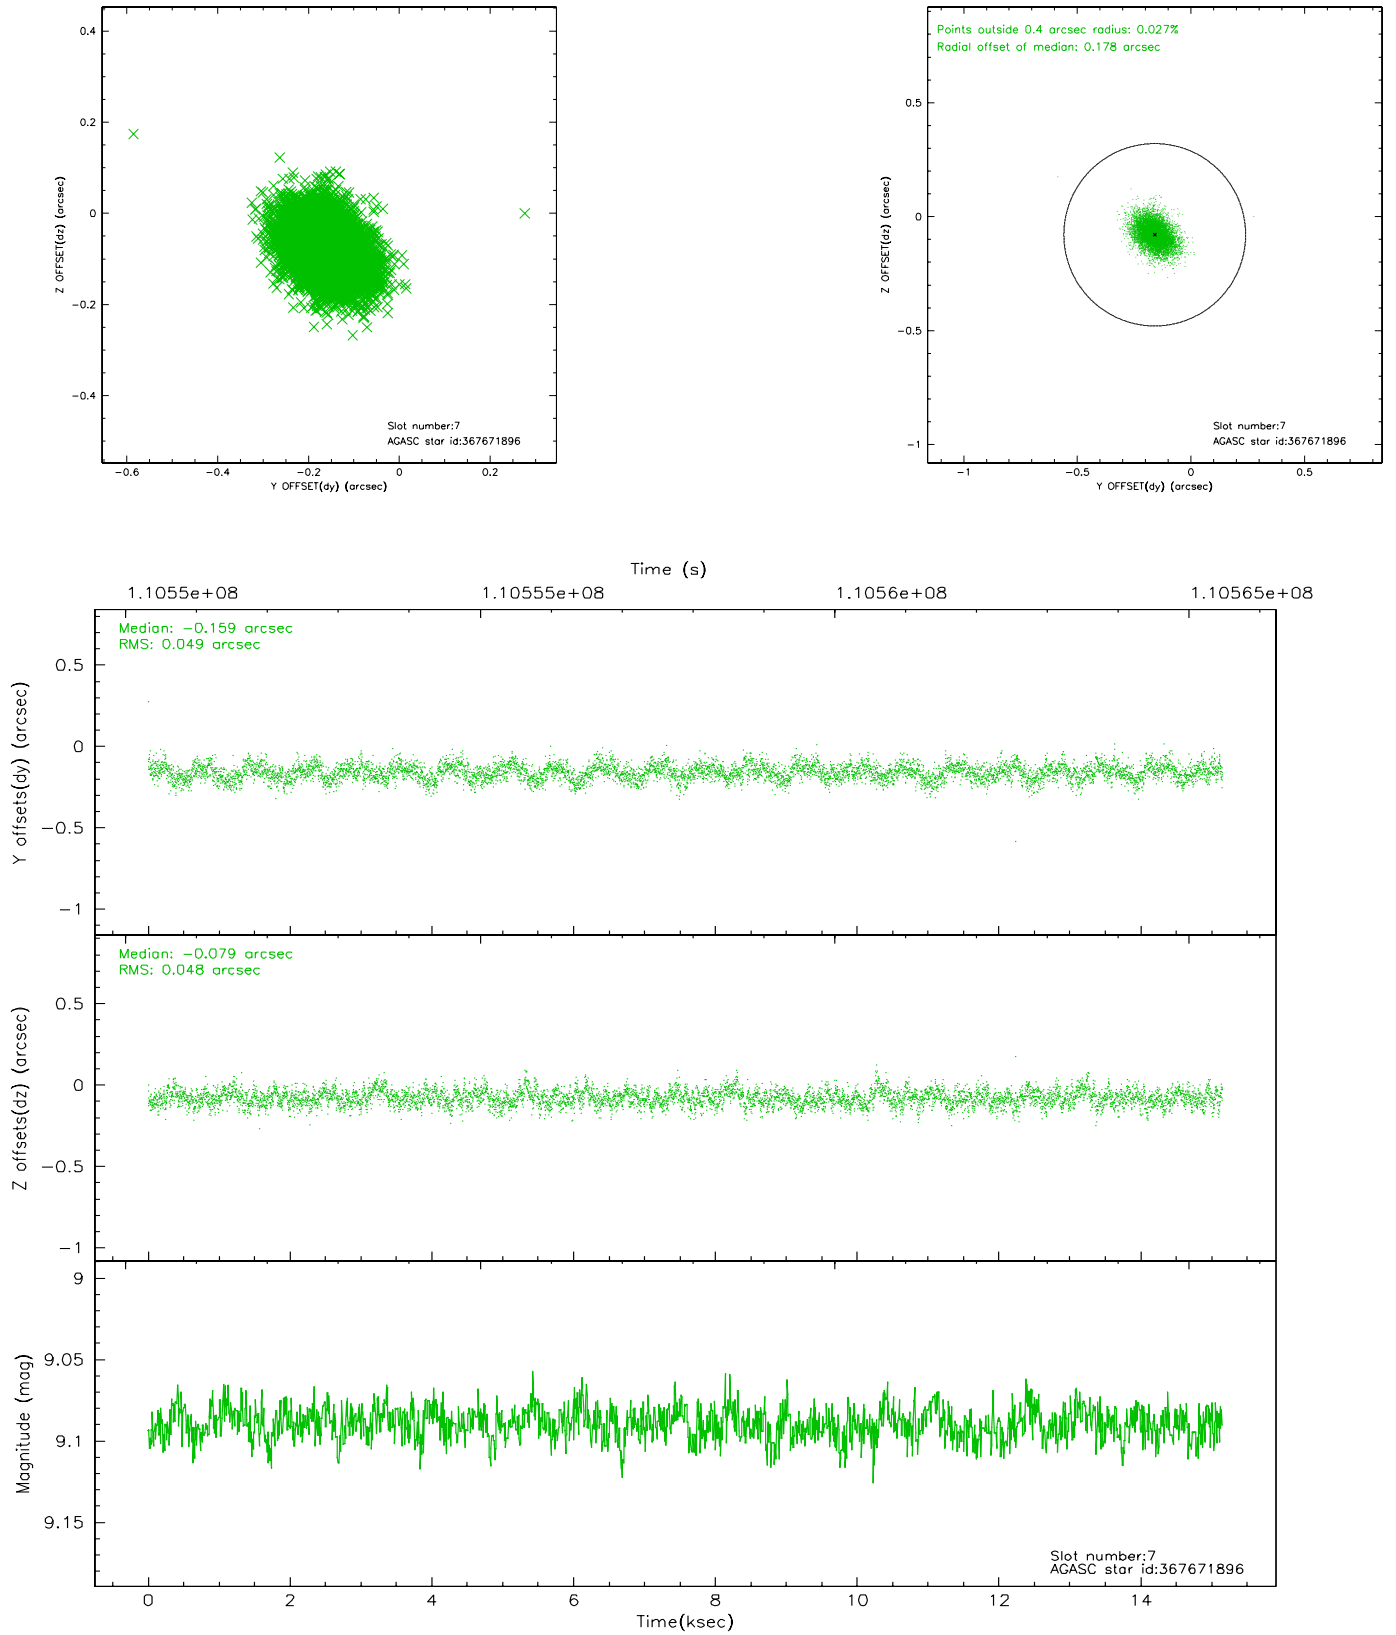 0.4
0.2
0
-0.2
-0.4
Z OFFSET(dz) (arcsec)
Slot number:7
AGASC star id:367671896
-0.6 -0.4 -0.2 0 0.2
Y OFFSET(dy) (arcsec)
Points outside 0.4 arcsec radius: 0.027%
Radial offset of median: 0.178 arcsec
0.5
0
-0.5
-1
Z OFFSET(dz) (arcsec)
Slot number:7
AGASC star id:367671896
-1 -0.5 0 0.5
Y OFFSET(dy) (arcsec)
Time (s)
1.1055e+08 1.10555e+08 1.1056e+08 1.10565e+08
Median: -0.159 arcsec
RMS: 0.049 arcsec
0.5
0
-0.5
-1
Y offsets(dy) (arcsec)
Median: -0.079 arcsec
RMS: 0.048 arcsec
0.5
0
-0.5
-1
Z offsets(dz) (arcsec)
9
9.05
9.1
9.15
Magnitude (mag)
Slot number:7
AGASC star id:367671896
0 2 4 6 8 10 12 14
Time(ksec)